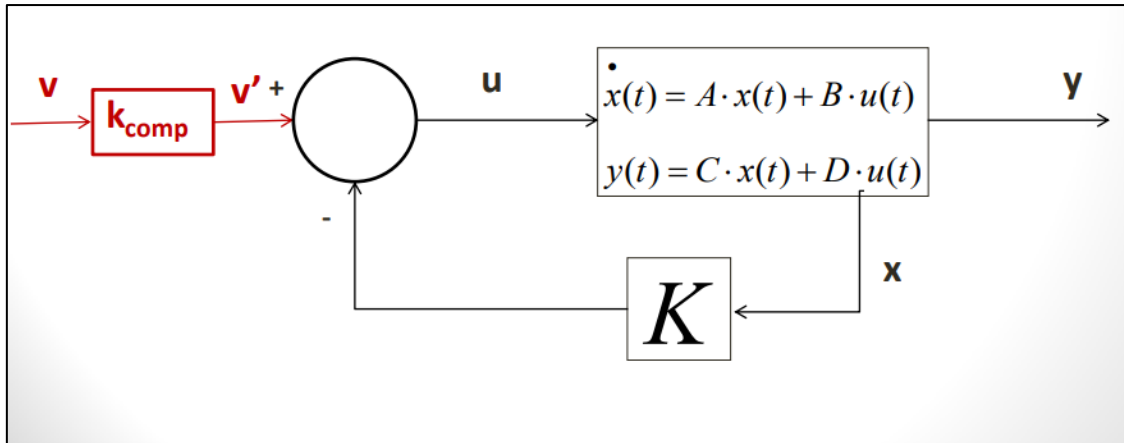 v
k_comp
v'
+
u
ẋ(t) = A·x(t) + B·u(t)
y(t) = C·x(t) + D·u(t)
y
-
x
K